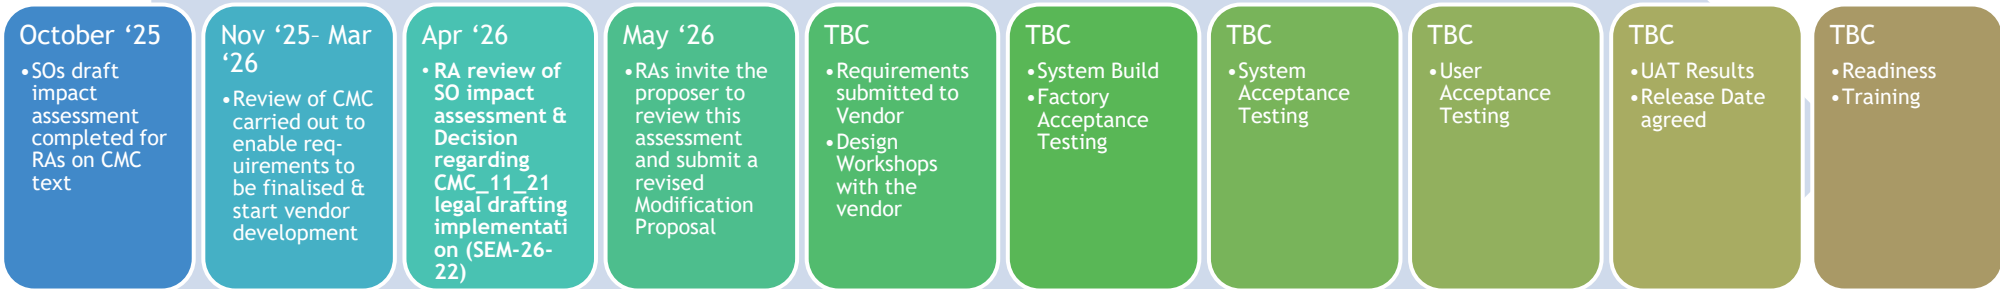 October ‘25
•SOs draft
impact
assessment
completed for
RAs on CMC
text
Nov ‘25– Mar
‘26
•Review of CMC
carried out to
enable req-
uirements to
be finalised &
start vendor
development
Apr ‘26
•RA review of
SO impact
assessment &
Decision
regarding
CMC_11_21
legal drafting
implementati
on (SEM-26-
22)
May ‘26
•RAs invite the
proposer to
review this
assessment
and submit a
revised
Modification
Proposal
TBC
•Requirements
submitted to
Vendor
•Design
Workshops
with the
vendor
TBC
•System Build
•Factory
Acceptance
Testing
TBC
•System
Acceptance
Testing
TBC
•User
Acceptance
Testing
TBC
•UAT Results
•Release Date
agreed
TBC
•Readiness
•Training